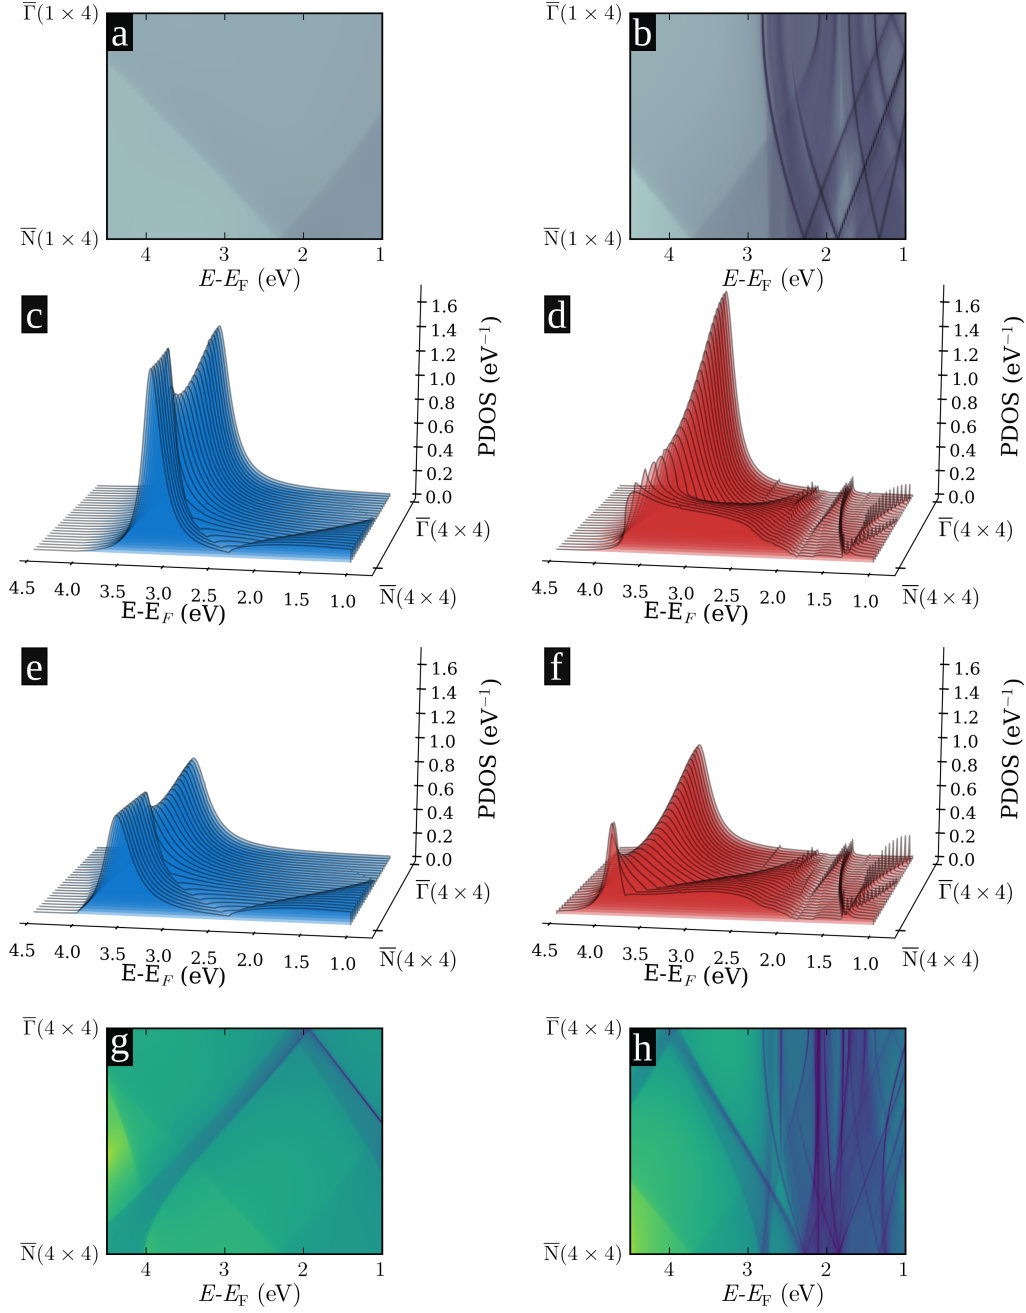 Γ̅(1 × 4)
a
N̅(1 × 4)
4 3 2 1
E-E_F (eV)
Γ̅(1 × 4)
b
N̅(1 × 4)
4 3 2 1
E-E_F (eV)
c
1.6
1.4
1.2
1.0
0.8
0.6
0.4
0.2
0.0
PDOS (eV⁻¹)
Γ̅(4 × 4)
N̅(4 × 4)
4.5 4.0 3.5 3.0 2.5 2.0 1.5 1.0
E-E_F (eV)
d
1.6
1.4
1.2
1.0
0.8
0.6
0.4
0.2
0.0
PDOS (eV⁻¹)
Γ̅(4 × 4)
N̅(4 × 4)
4.5 4.0 3.5 3.0 2.5 2.0 1.5 1.0
E-E_F (eV)
e
1.6
1.4
1.2
1.0
0.8
0.6
0.4
0.2
0.0
PDOS (eV⁻¹)
Γ̅(4 × 4)
N̅(4 × 4)
4.5 4.0 3.5 3.0 2.5 2.0 1.5 1.0
E-E_F (eV)
f
1.6
1.4
1.2
1.0
0.8
0.6
0.4
0.2
0.0
PDOS (eV⁻¹)
Γ̅(4 × 4)
N̅(4 × 4)
4.5 4.0 3.5 3.0 2.5 2.0 1.5 1.0
E-E_F (eV)
Γ̅(4 × 4)
g
N̅(4 × 4)
4 3 2 1
E-E_F (eV)
Γ̅(4 × 4)
h
N̅(4 × 4)
4 3 2 1
E-E_F (eV)